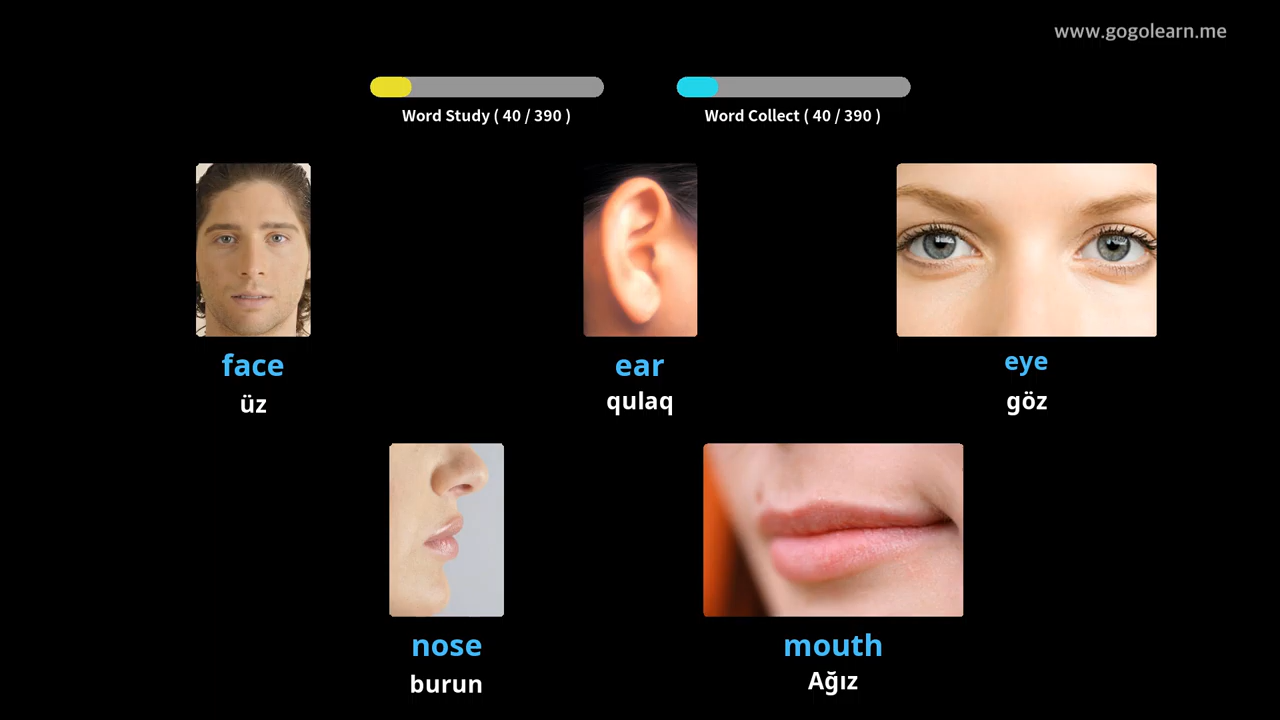 www.gogolearn.me
Word Study ( 40 / 390 )
Word Collect ( 40 / 390 )
face
üz
ear
qulaq
eye
göz
nose
burun
mouth
Ağız